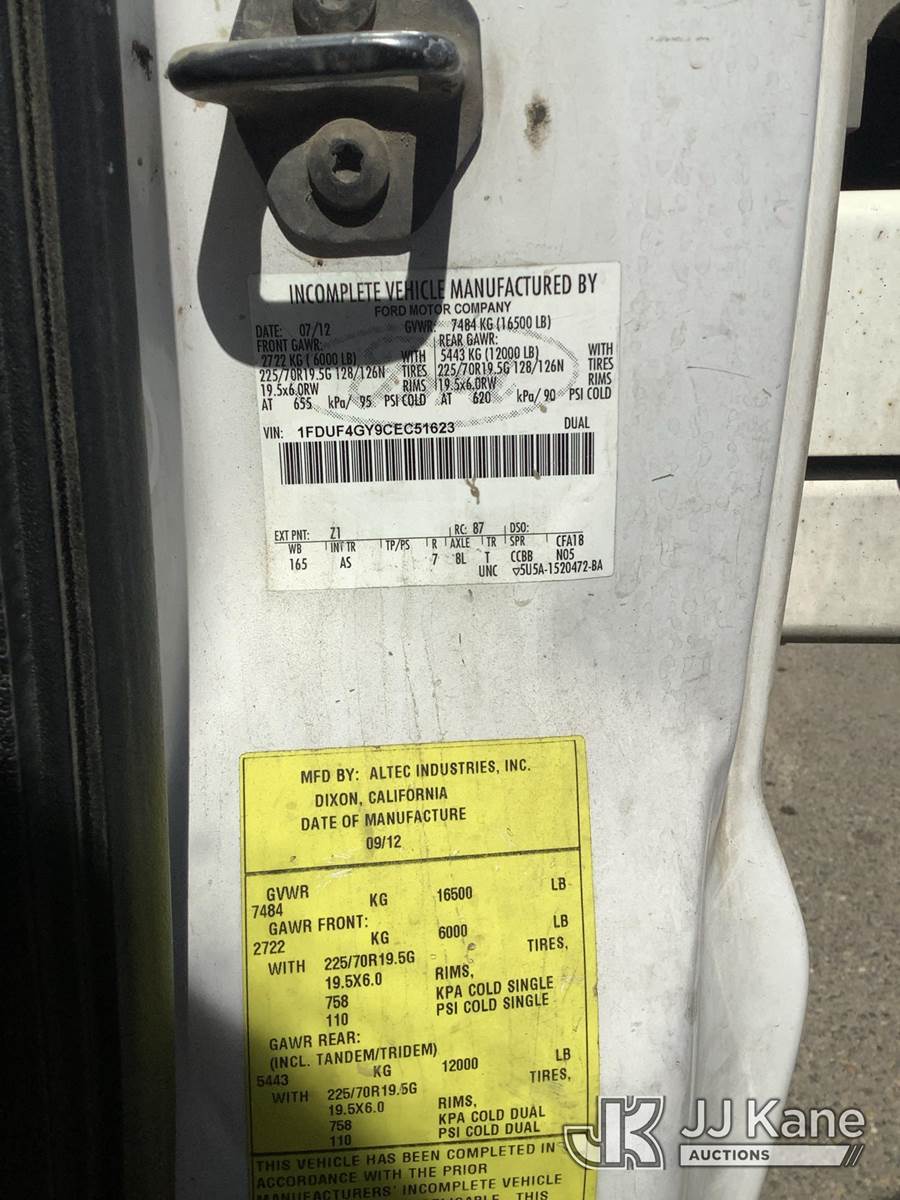 INCOMPLETE VEHICLE MANUFACTURED BY
FORD MOTOR COMPANY
DATE: 07/12 GVWR: 7484 KG (16500 LB)
FRONT GAWR: REAR GAWR:
2722 KG ( 6000 LB) WITH 5443 KG (12000 LB) WITH
225/70R19.5G 128/126N TIRES 225/70R19.5G 128/126N TIRES
19.5x6.0RW RIMS 19.5x6.0RW RIMS
AT 655 kPa/ 95 PSI COLD AT 620 kPa/ 90 PSI COLD
VIN: 1FDUF4GY9CEC51623 DUAL
EXT PNT: Z1 RC: 87 DSO:
WB INT TR TP/PS R AXLE TR SPR CFA18
165 AS 7 8L T CCBB N05
UNC ▽5U5A-1520472-BA
MFD BY: ALTEC INDUSTRIES, INC.
DIXON, CALIFORNIA
DATE OF MANUFACTURE
09/12
GVWR
7484 KG 16500 LB
GAWR FRONT:
2722 KG 6000 LB
WITH 225/70R19.5G TIRES,
19.5X6.0 RIMS,
758 KPA COLD SINGLE
110 PSI COLD SINGLE
GAWR REAR:
(INCL. TANDEM/TRIDEM)
5443 KG 12000 LB
WITH 225/70R19.5G TIRES,
19.5X6.0 RIMS,
758 KPA COLD DUAL
110 PSI COLD DUAL
THIS VEHICLE HAS BEEN COMPLETED IN
ACCORDANCE WITH THE PRIOR
MANUFACTURERS' INCOMPLETE VEHICLE
THIS
JK JJ Kane
AUCTIONS